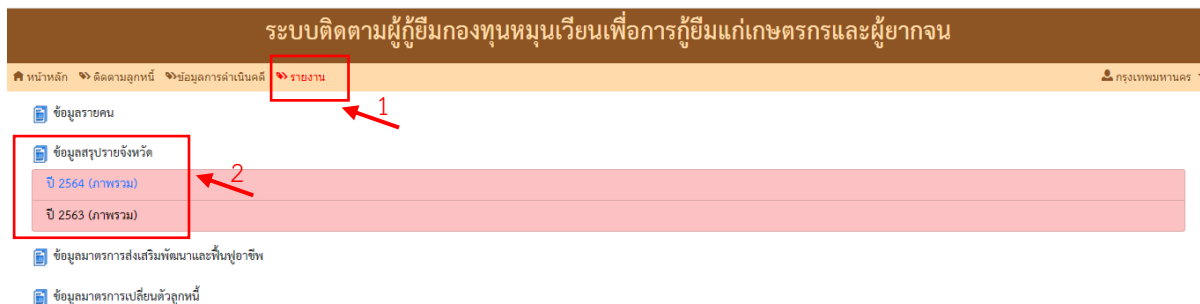 ระบบติดตามผู้กู้ยืมกองทุนหมุนเวียนเพื่อการกู้ยืมแก่เกษตรกรและผู้ยากจน
หน้าหลัก ติดตามลูกหนี้ ข้อมูลการดำเนินคดี รายงาน กรุงเทพมหานคร
1
ข้อมูลรายคน
ข้อมูลสรุปรายจังหวัด
2
ปี 2564 (ภาพรวม)
ปี 2563 (ภาพรวม)
ข้อมูลมาตรการส่งเสริมพัฒนาและฟื้นฟูอาชีพ
ข้อมูลมาตรการเปลี่ยนตัวลูกหนี้